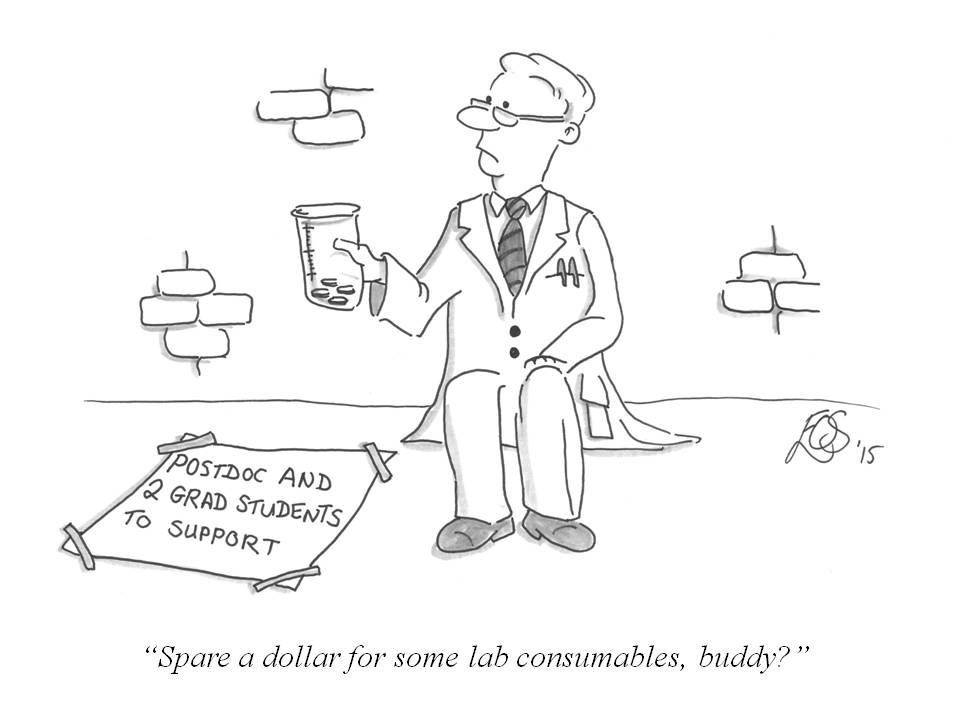 POSTDOC AND
2 GRAD STUDENTS
TO SUPPORT
'15
“Spare a dollar for some lab consumables, buddy?”